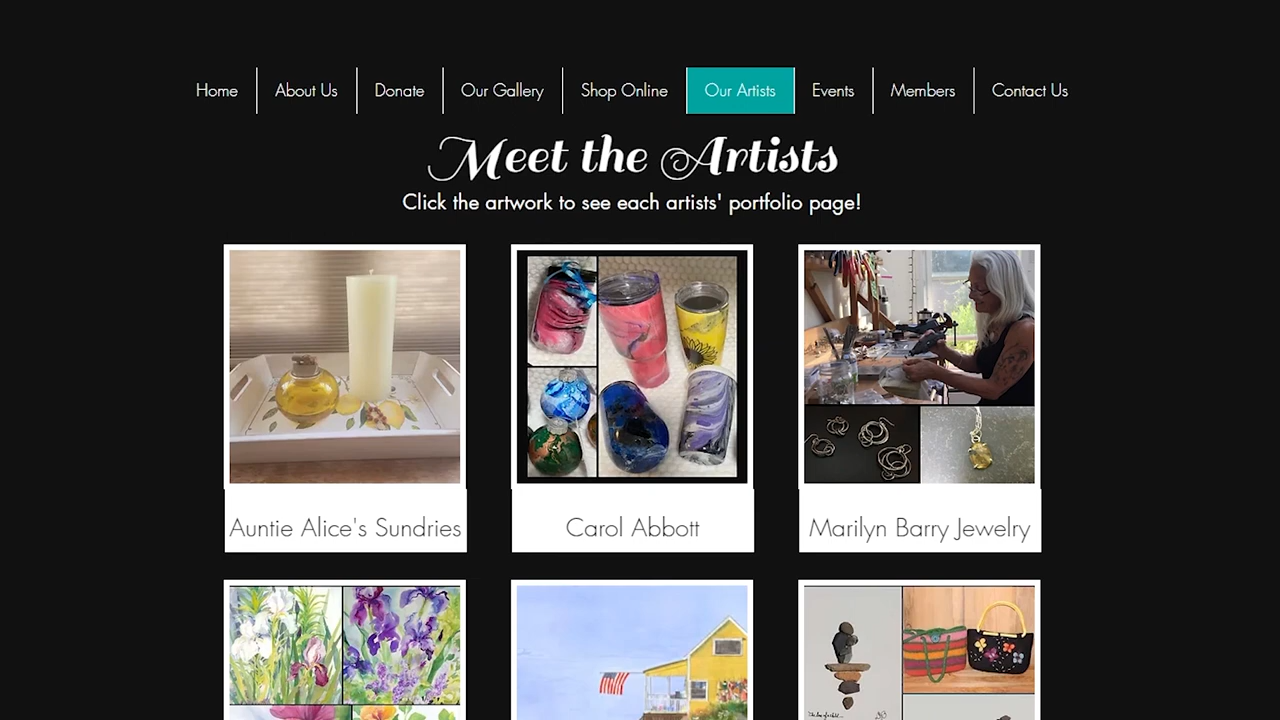 Home About Us Donate Our Gallery Shop Online Our Artists Events Members Contact Us
Meet the Artists
Click the artwork to see each artists' portfolio page!
Auntie Alice's Sundries Carol Abbott Marilyn Barry Jewelry